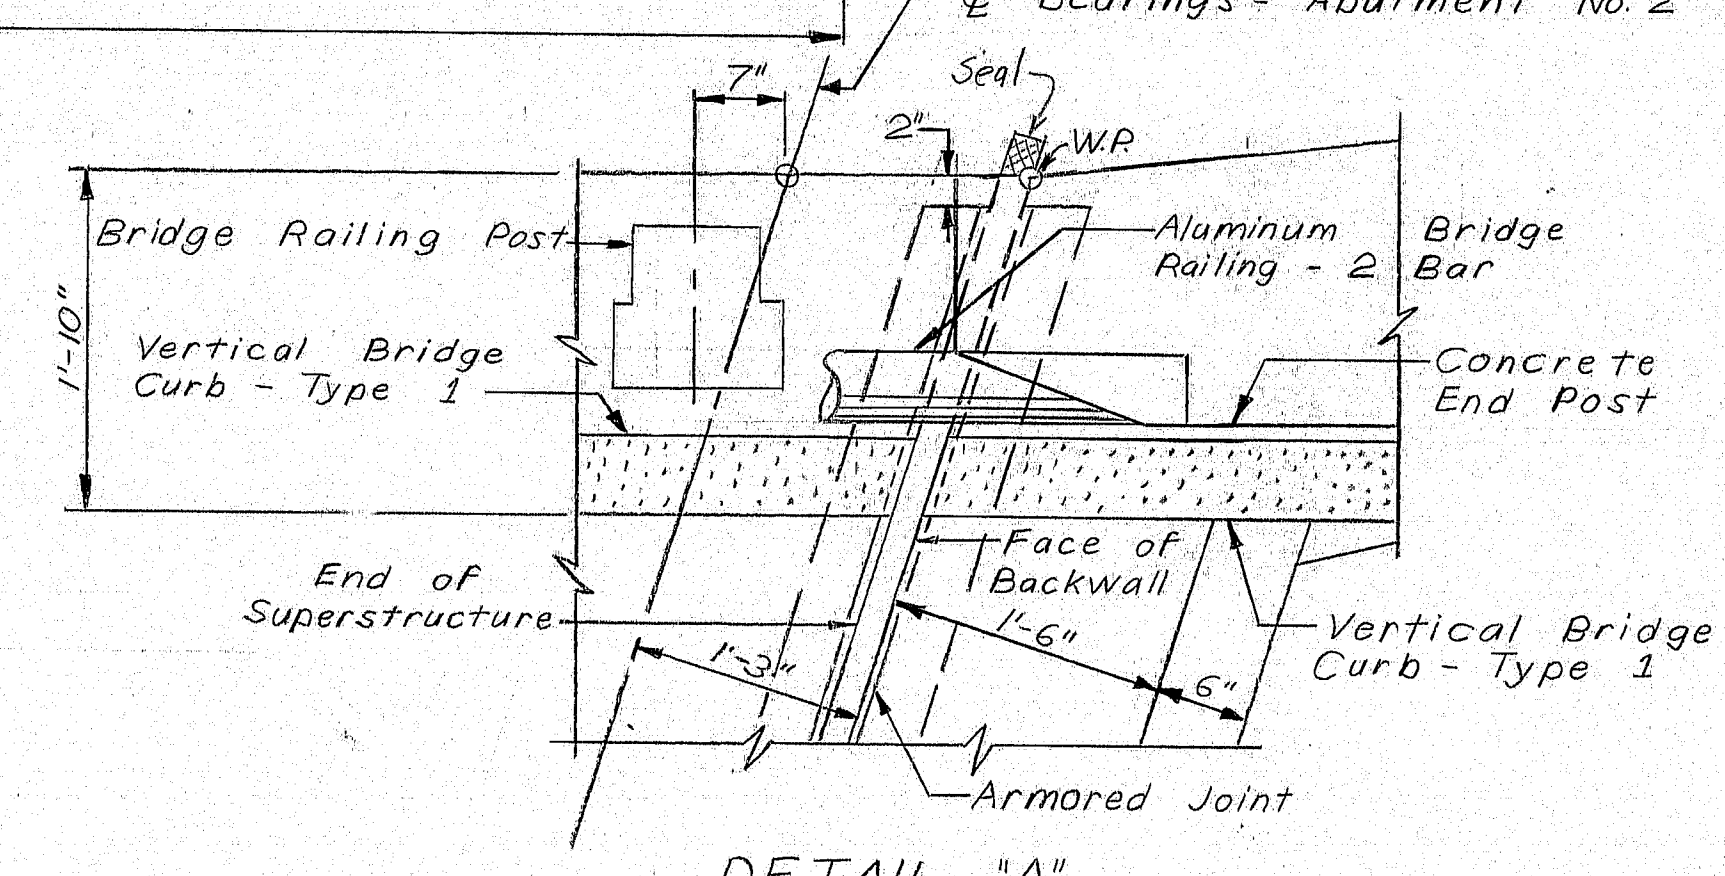 ℄ Bearings - Abutment No. 2
7"
Seal
2"
W.P.
Bridge Railing Post
Aluminum Bridge
Railing - 2 Bar
1'-10"
Vertical Bridge
Curb - Type 1
Concrete
End Post
Face of
Backwall
End of
Superstructure
1'-6"
1'-3"
6"
Vertical Bridge
Curb - Type 1
Armored Joint
DETAIL "A"